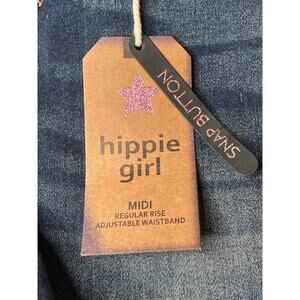 hippie
girl
MIDI
REGULAR RISE
ADJUSTABLE WAISTBAND
SNAP BUTTON